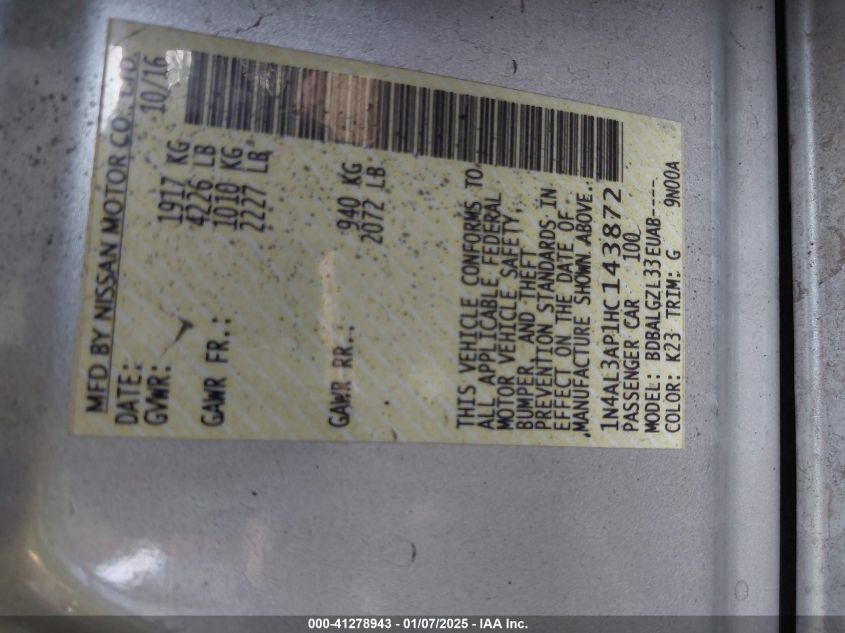 MFD BY NISSAN MOTOR CO., LTD.
DATE: 10/16
GVWR: 1917 KG
4226 LB
GAWR FR.: 1010 KG
2227 LB
GAWR RR.: 940 KG
2072 LB
THIS VEHICLE CONFORMS TO
ALL APPLICABLE FEDERAL
MOTOR VEHICLE SAFETY,
BUMPER, AND THEFT
PREVENTION STANDARDS IN
EFFECT ON THE DATE OF
MANUFACTURE SHOWN ABOVE.
1N4AL3AP1HC143872
PASSENGER CAR 100
MODEL: BDBALGZL33EUAB----
COLOR: K23 TRIM: G 9N00A
000-41278943 - 01/07/2025 - IAA Inc.